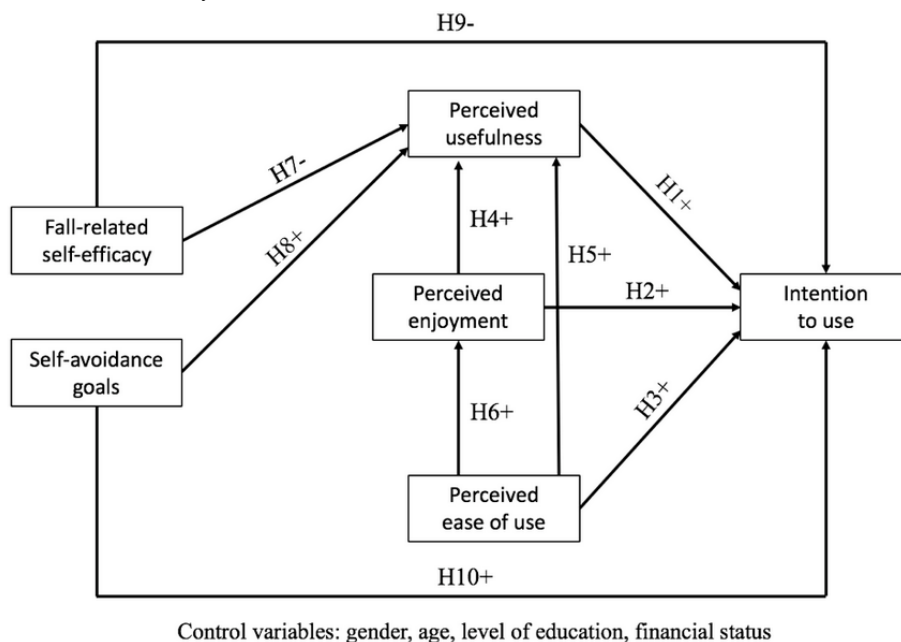 H9-
Perceived
usefulness
H7-
H1+
Fall-related
self-efficacy
H8+
H4+
H5+
Perceived
enjoyment
H2+
Intention
to use
Self-avoidance
goals
H6+
H3+
Perceived
ease of use
H10+
Control variables: gender, age, level of education, financial status